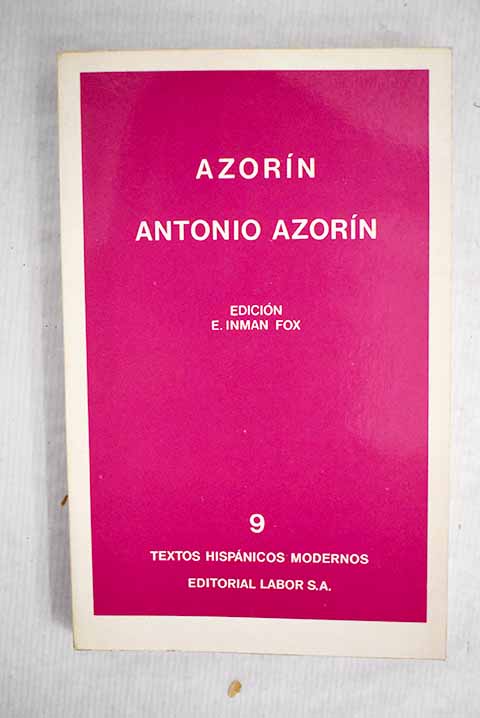 AZORÍN
ANTONIO AZORÍN
EDICIÓN
E. INMAN FOX
9
TEXTOS HISPÁNICOS MODERNOS
EDITORIAL LABOR S.A.